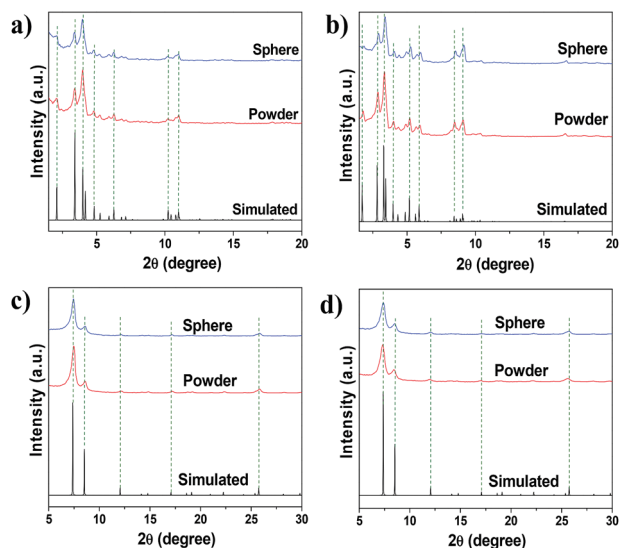 a)
Intensity (a.u.)
Sphere
Powder
Simulated
5 10 15 20
2θ (degree)
b)
Intensity (a.u.)
Sphere
Powder
Simulated
5 10 15 20
2θ (degree)
c)
Intensity (a.u.)
Sphere
Powder
Simulated
5 10 15 20 25 30
2θ (degree)
d)
Intensity (a.u.)
Sphere
Powder
Simulated
5 10 15 20 25 30
2θ (degree)